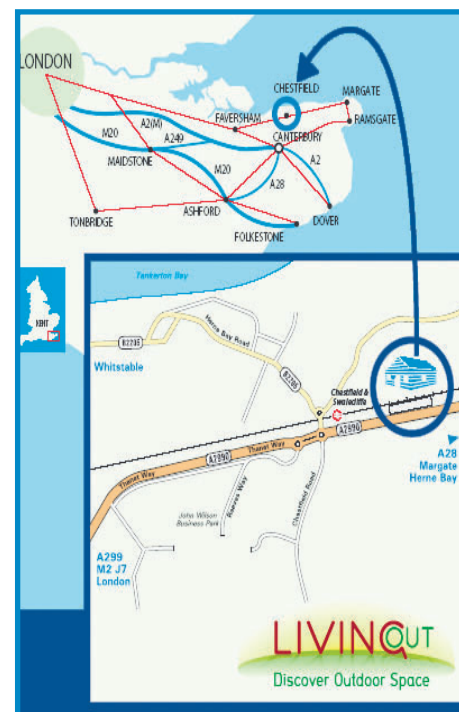 LONDON
CHESTFIELD
MARGATE
FAVERSHAM
RAMSGATE
A2(M)
M20
A249
CANTERBURY
MAIDSTONE
M20
A2
A28
TONBRIDGE
ASHFORD
DOVER
FOLKESTONE
KENT
Tankerton Bay
Herne Bay Road
B2205
B2205
Whitstable
Chestfield &
Swalecliffe
A2990
Thanet Way
A2990
Thanet Way
A28
Margate
Herne Bay
Reeves Way
Chestfield Road
John Wilson
Business Park
A299
M2 J7
London
LIVINGOUT
Discover Outdoor Space